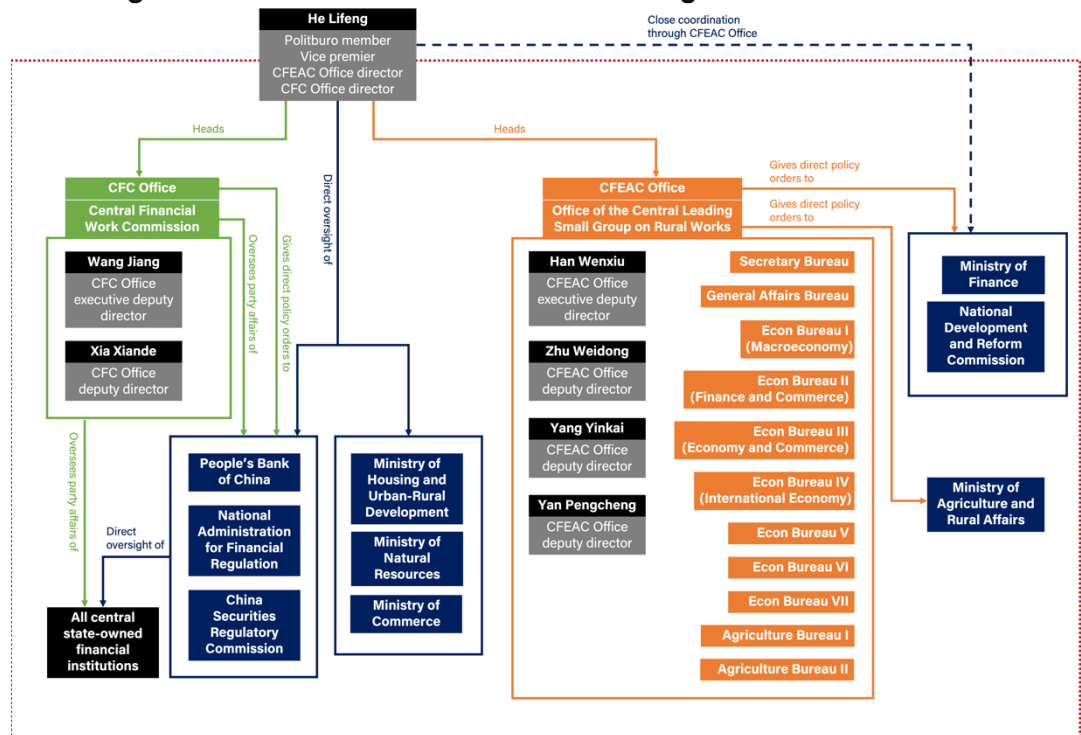 He Lifeng
Politburo member
Vice premier
CFEAC Office director
CFC Office director
Close coordination
through CFEAC Office
Heads
Heads
Direct oversight of
CFC Office
Central Financial
Work Commission
Wang Jiang
CFC Office
executive deputy
director
Xia Xiande
CFC Office
deputy director
Oversees party affairs of
Gives direct policy orders to
Oversees party affairs of
Direct
oversight of
All central
state-owned
financial
institutions
People's Bank
of China
National
Administration
for Financial
Regulation
China
Securities
Regulatory
Commission
Ministry of
Housing and
Urban-Rural
Development
Ministry of
Natural
Resources
Ministry of
Commerce
CFEAC Office
Office of the Central Leading
Small Group on Rural Works
Han Wenxiu
CFEAC Office
executive deputy
director
Zhu Weidong
CFEAC Office
deputy director
Yang Yinkai
CFEAC Office
deputy director
Yan Pengcheng
CFEAC Office
deputy director
Secretary Bureau
General Affairs Bureau
Econ Bureau I
(Macroeconomy)
Econ Bureau II
(Finance and Commerce)
Econ Bureau III
(Economy and Commerce)
Econ Bureau IV
(International Economy)
Econ Bureau V
Econ Bureau VI
Econ Bureau VII
Agriculture Bureau I
Agriculture Bureau II
Gives direct policy
orders to
Gives direct policy
orders to
Ministry of
Finance
National
Development
and Reform
Commission
Ministry of
Agriculture and
Rural Affairs